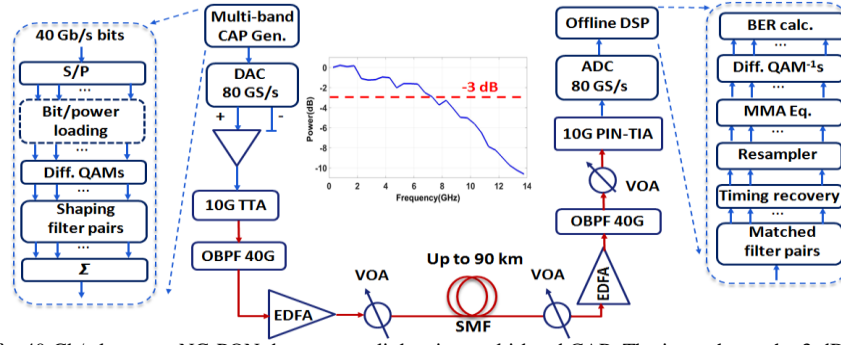 40 Gb/s bits
S/P
...
Bit/power
loading
...
Diff. QAMs
Shaping
filter pairs
...
Σ
Multi-band
CAP Gen.
DAC
80 GS/s
+ -
10G TTA
OBPF 40G
EDFA
VOA
Up to 90 km
SMF
VOA
EDFA
OBPF 40G
VOA
10G PIN-TIA
ADC
80 GS/s
Offline DSP
Power(dB)
0
-2
-4
-6
-8
-10
-3 dB
0 2 4 6 8 10 12 14
Frequency(GHz)
BER calc.
...
Diff. QAM⁻¹s
...
MMA Eq.
...
Resampler
...
Timing recovery
...
Matched
filter pairs